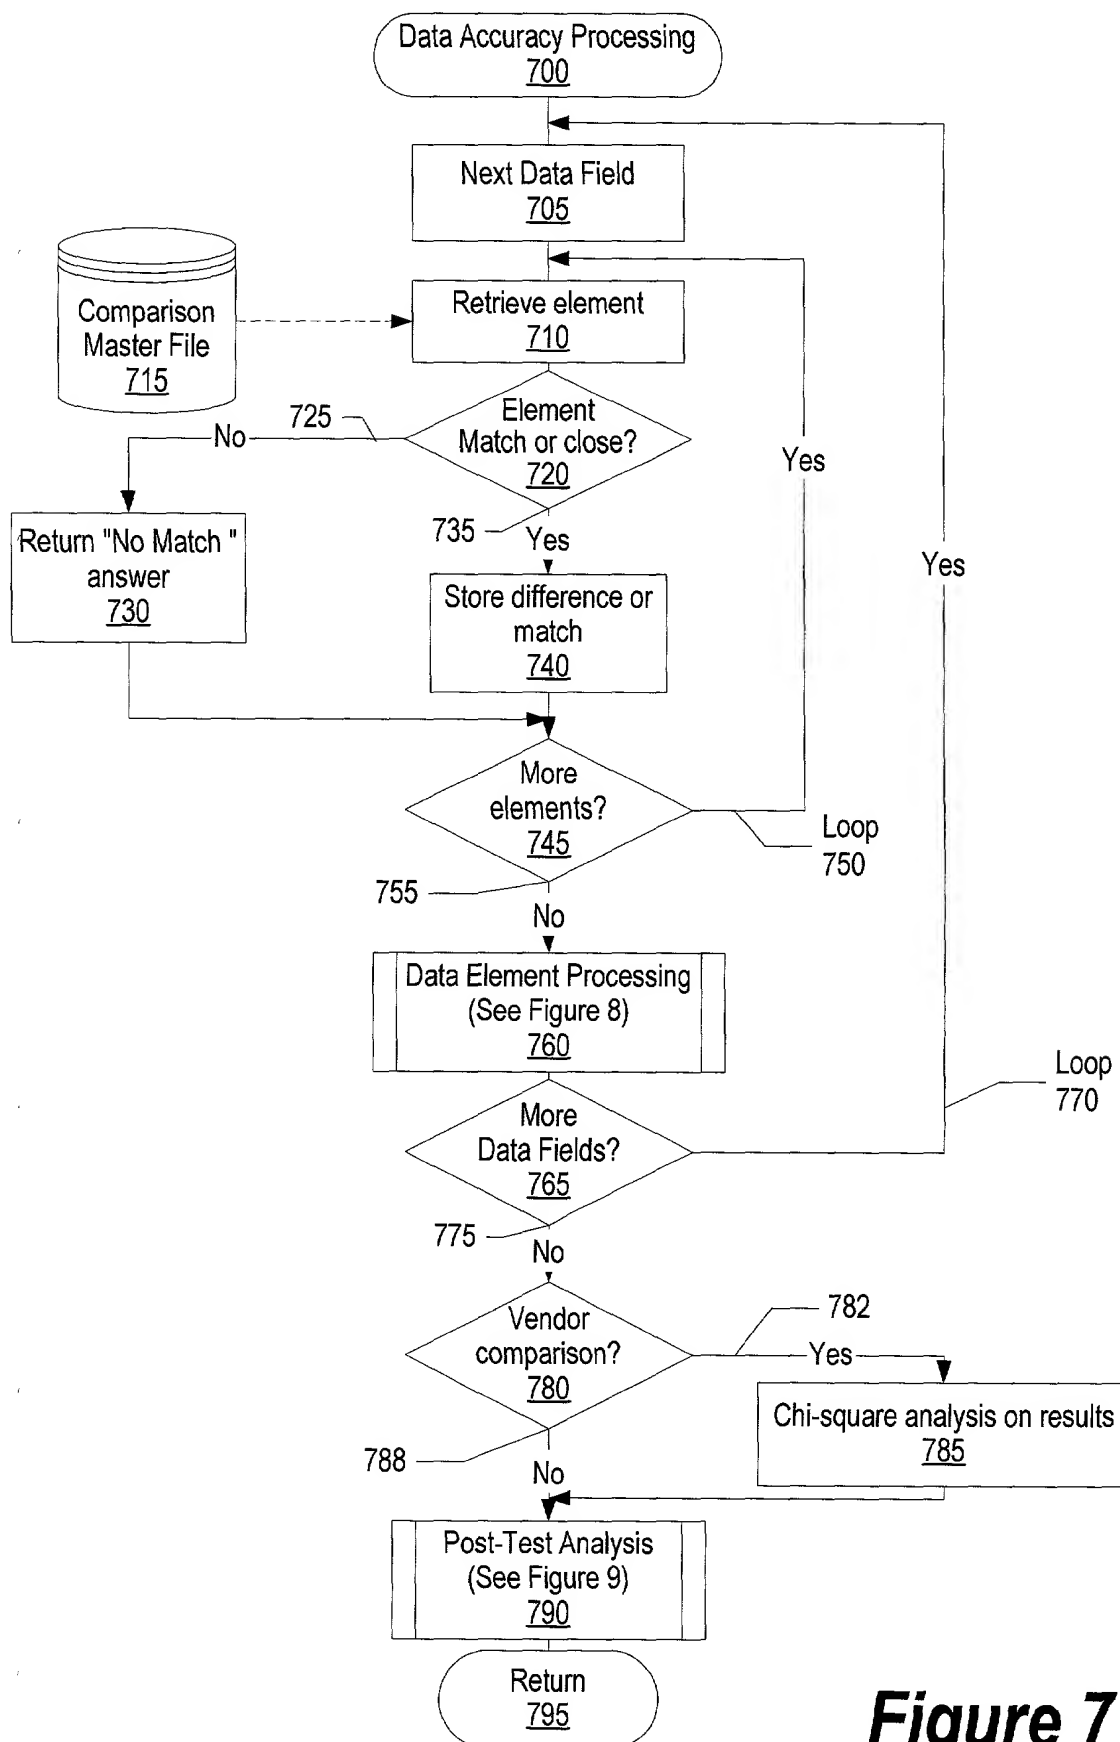 Data Accuracy Processing
700
Next Data Field
705
Comparison
Master File
715
Retrieve element
710
725
No
Element
Match or close?
720
Yes
735
Yes
Yes
Return "No Match "
answer
730
Store difference or
match
740
More
elements?
745
Loop
750
755
No
Data Element Processing
(See Figure 8)
760
Loop
770
More
Data Fields?
765
775
No
782
Vendor
comparison?
780
Yes
Chi-square analysis on results
785
788
No
Post-Test Analysis
(See Figure 9)
790
Return
795
Figure 7